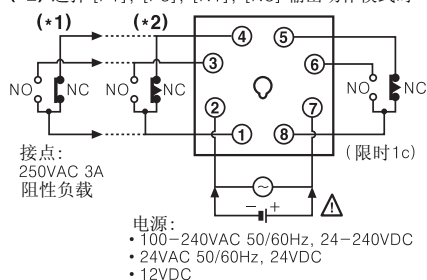 (*1)
(*2)
4
5
3
6
NO
NC
NO
NC
NO
NC
2
7
1
8
接点:
250VAC 3A
阻性负载
(限时1c)
电源:
• 100-240VAC 50/60Hz, 24-240VDC
• 24VAC 50/60Hz, 24VDC
• 12VDC